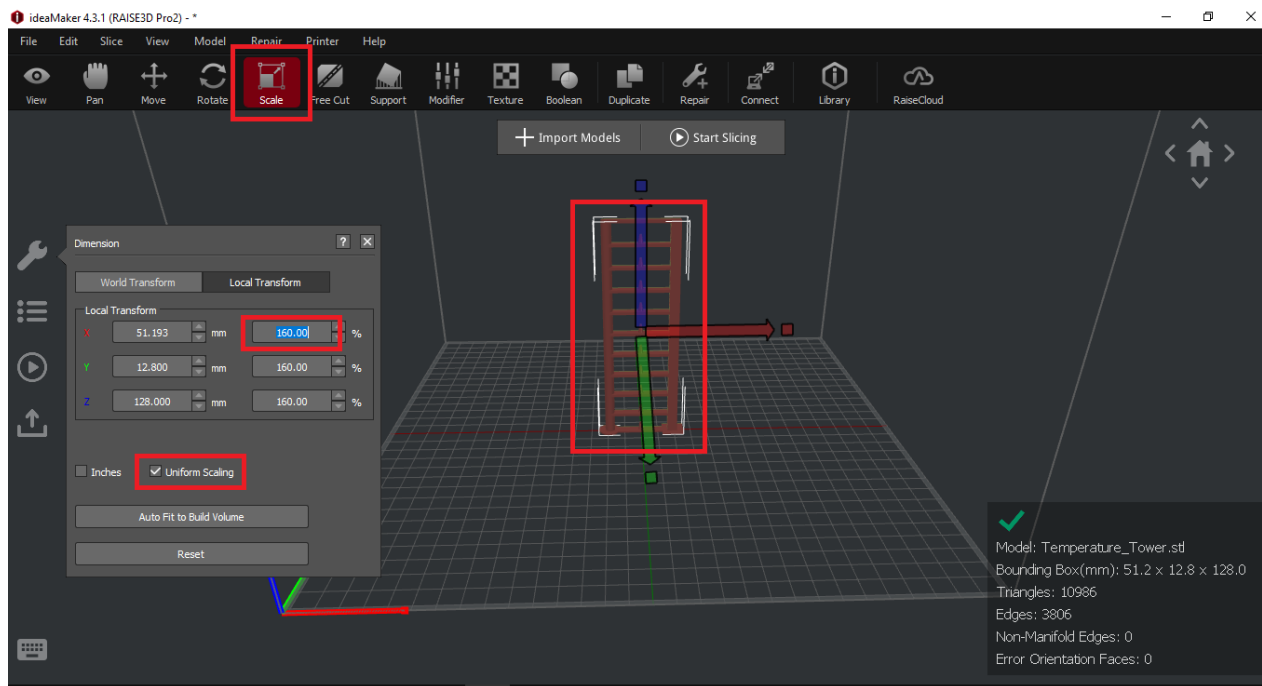 ideaMaker 4.3.1 (RAISE3D Pro2) - *
File Edit Slice View Model Repair Printer Help
View Pan Move Rotate Scale Free Cut Support Modifier Texture Boolean Duplicate Repair Connect Library RaiseCloud
Import Models Start Slicing
Dimension ?
World Transform Local Transform
Local Transform
X 51.193 mm 160.00 %
Y 12.800 mm 160.00 %
Z 128.000 mm 160.00 %
Inches Uniform Scaling
Auto Fit to Build Volume
Reset
Model: Temperature_Tower.stl
Bounding Box(mm): 51.2 x 12.8 x 128.0
Triangles: 10986
Edges: 3806
Non-Manifold Edges: 0
Error Orientation Faces: 0